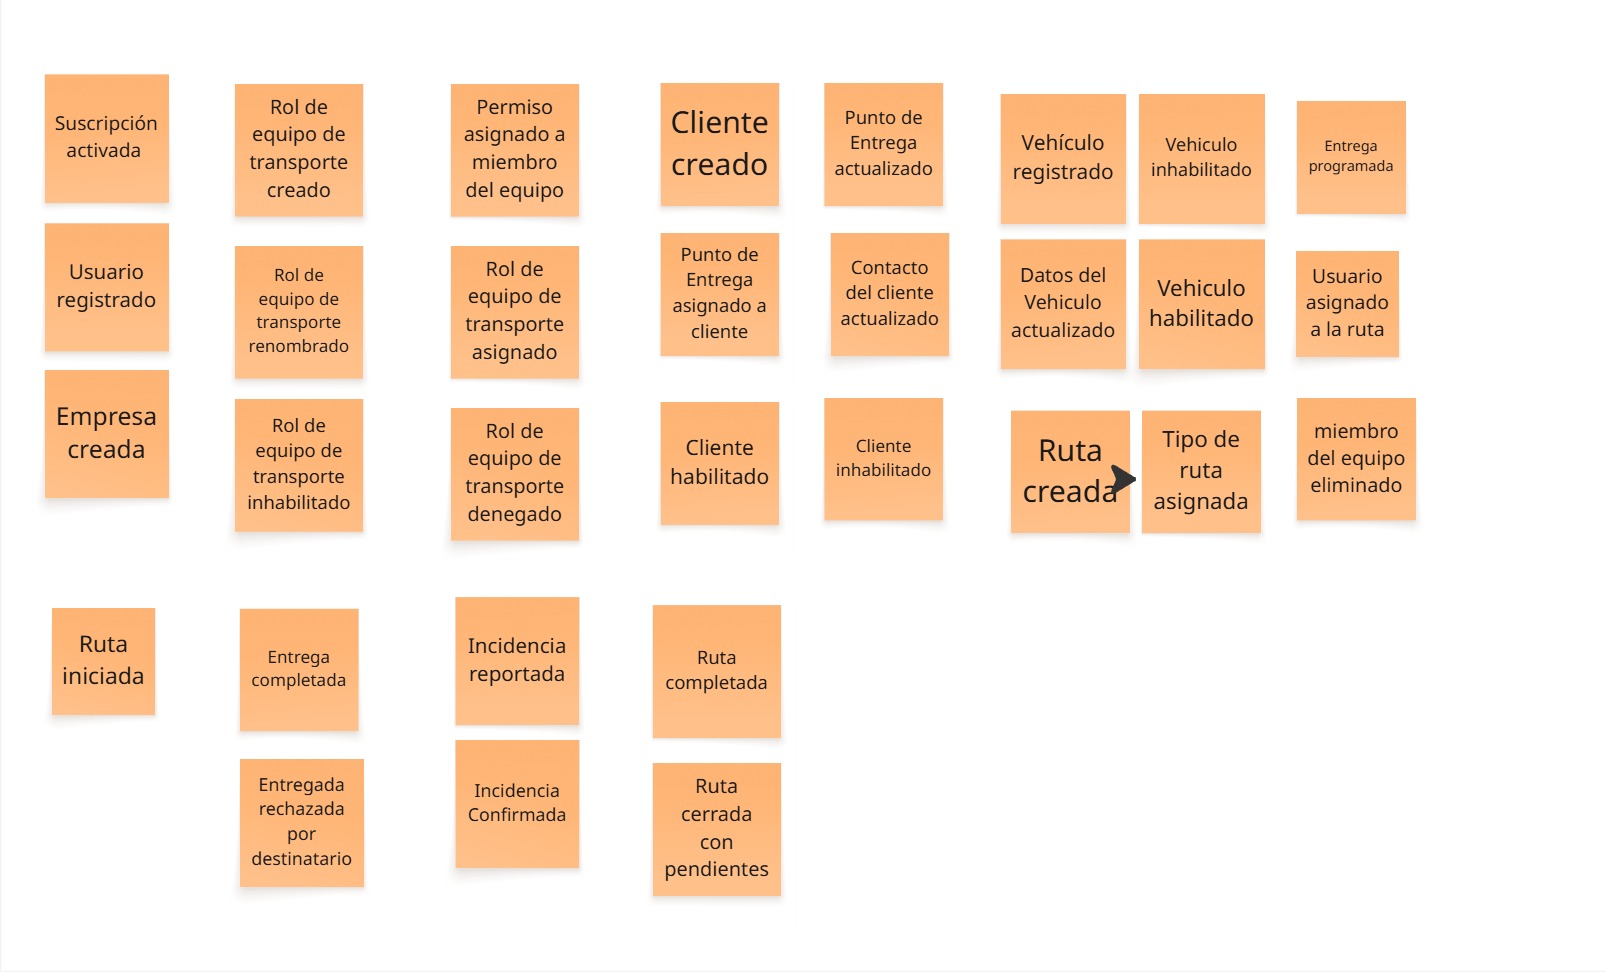 Suscripción
activada
Rol de
equipo de
transporte
creado
Permiso
asignado a
miembro
del equipo
Cliente
creado
Punto de
Entrega
actualizado
Vehículo
registrado
Vehiculo
inhabilitado
Entrega
programada
Usuario
registrado
Rol de
equipo de
transporte
renombrado
Rol de
equipo de
transporte
asignado
Punto de
Entrega
asignado a
cliente
Contacto
del cliente
actualizado
Datos del
Vehiculo
actualizado
Vehiculo
habilitado
Usuario
asignado
a la ruta
Empresa
creada
Rol de
equipo de
transporte
inhabilitado
Rol de
equipo de
transporte
denegado
Cliente
habilitado
Cliente
inhabilitado
Ruta
creada
Tipo de
ruta
asignada
miembro
del equipo
eliminado
Ruta
iniciada
Entrega
completada
Incidencia
reportada
Ruta
completada
Entregada
rechazada
por
destinatario
Incidencia
Confirmada
Ruta
cerrada
con
pendientes